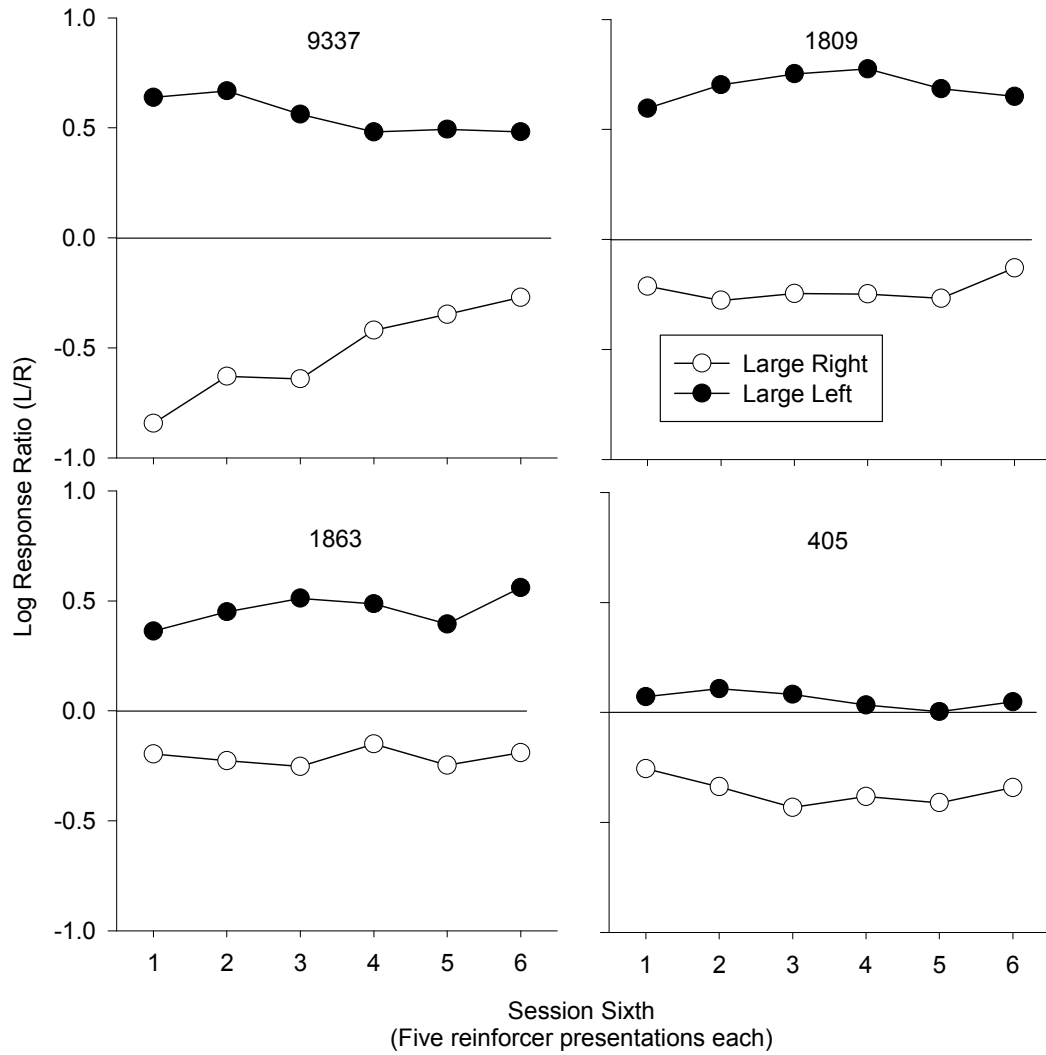 1.0
9337
1809
0.5
0.0
-0.5
Large Right
Large Left
-1.0
Log Response Ratio (L/R)
1.0
1863
405
0.5
0.0
-0.5
-1.0
1 2 3 4 5 6
1 2 3 4 5 6
Session Sixth
(Five reinforcer presentations each)